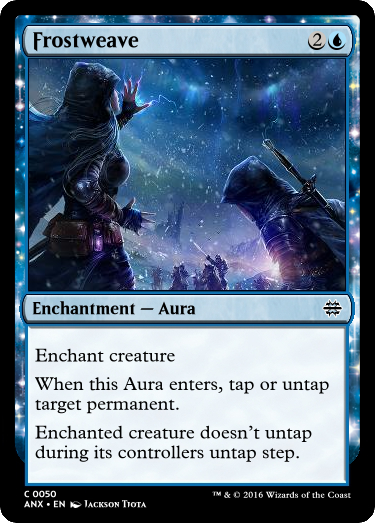 Frostweave 2
Enchantment — Aura
Enchant creature
When this Aura enters, tap or untap
target permanent.
Enchanted creature doesn't untap
during its controllers untap step.
C 0050
ANX • EN Jackson Tjota
™ & © 2016 Wizards of the Coast